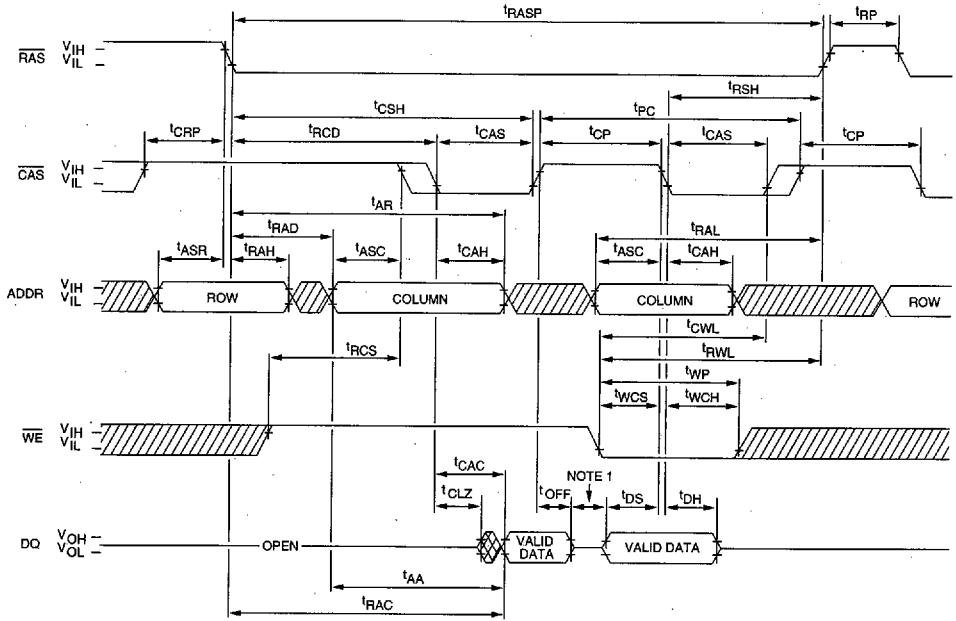 tRASP
tRP
RAS VIH
VIL
tRSH
tCSH
tPC
tCRP
tRCD
tCAS
tCP
tCAS
tCP
CAS VIH
VIL
tAR
tRAD
tRAL
tASR
tRAH
tASC
tCAH
tASC
tCAH
ADDR VIH
VIL
ROW
COLUMN
COLUMN
ROW
tCWL
tRCS
tRWL
tWP
tWCS
tWCH
WE VIH
VIL
tCAC
NOTE 1
tCLZ
tOFF
tDS
tDH
DQ VOH
VOL
OPEN
VALID
DATA
VALID DATA
tAA
tRAC